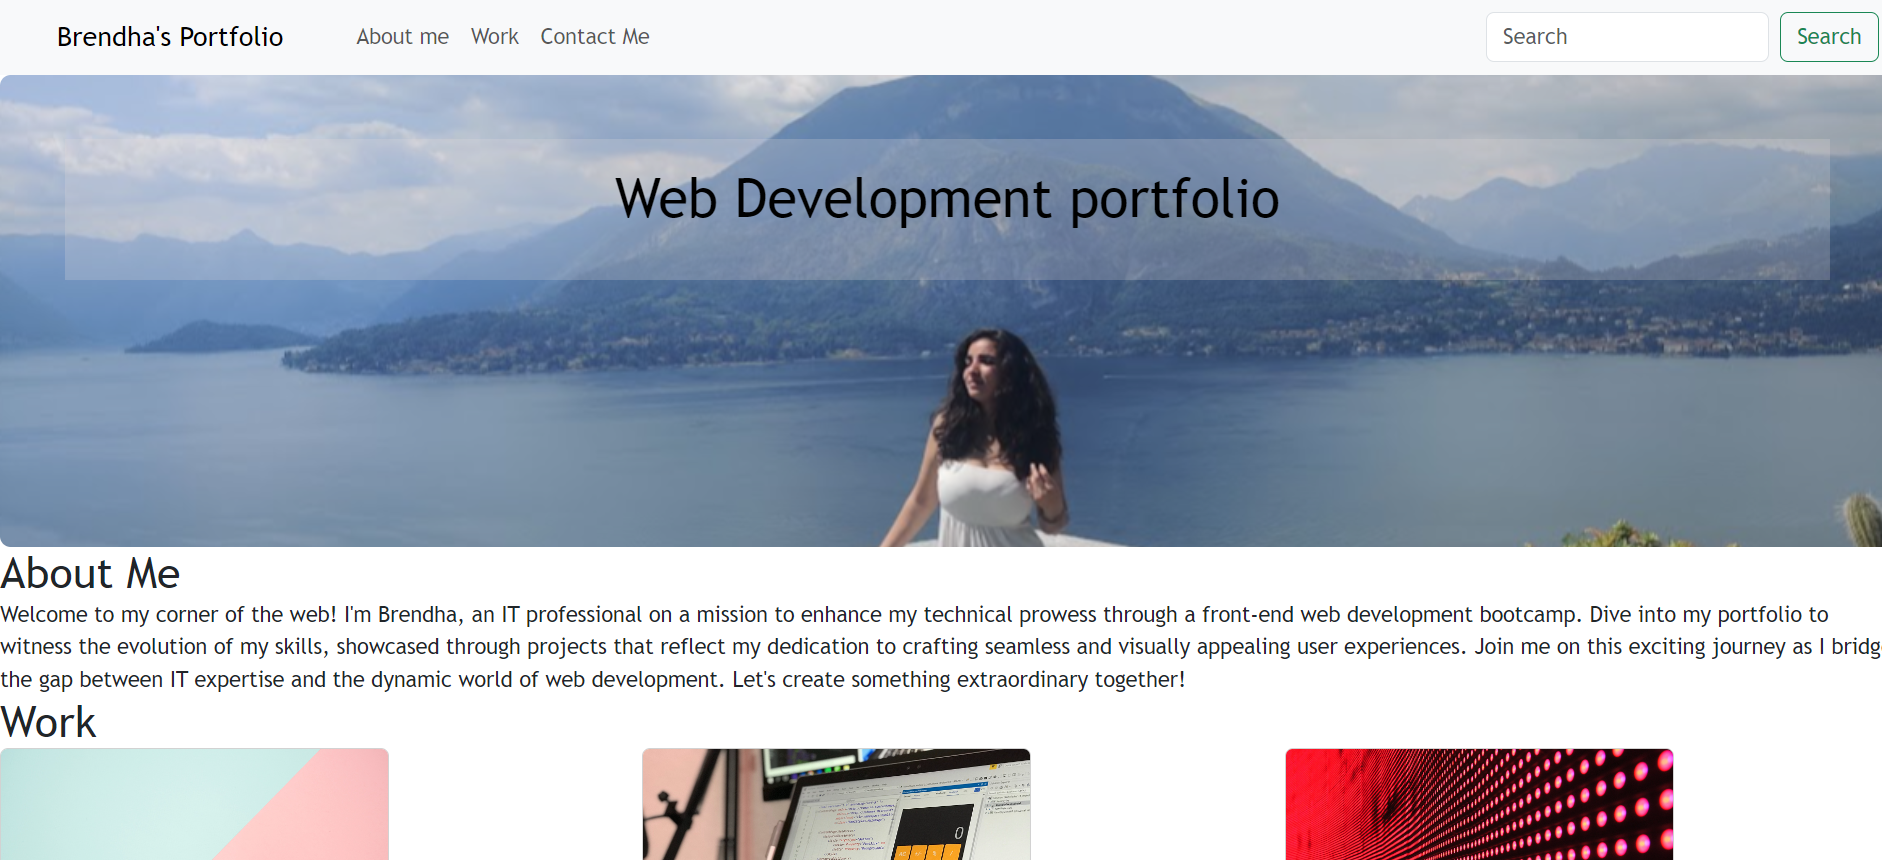 Brendha's Portfolio About me Work Contact Me Search Search
Web Development portfolio
About Me
Welcome to my corner of the web! I'm Brendha, an IT professional on a mission to enhance my technical prowess through a front-end web development bootcamp. Dive into my portfolio to
witness the evolution of my skills, showcased through projects that reflect my dedication to crafting seamless and visually appealing user experiences. Join me on this exciting journey as I bridge
the gap between IT expertise and the dynamic world of web development. Let's create something extraordinary together!
Work
0